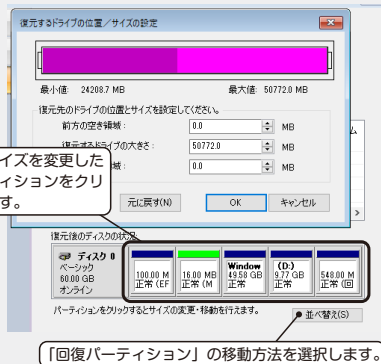 復元するドライブの位置／サイズの設定
最小値: 24208.7 MB
最大値: 50772.0 MB
復元先のドライブの位置とサイズを設定してください。
前方の空き領域: 0.0 MB
復元するドライブの大きさ: 50772.0 MB
域: 0.0 MB
イズを変更した
ィションをクリ
す。
元に戻す(N) OK キャンセル
復元後のディスクの状況:
ディスク 0
ベーシック
60.00 GB
オンライン
100.00 M
正常 (EF
16.00 MB
正常 (M
Window
49.58 GB
正常
(D:)
9.77 GB
正常
548.00 M
正常 (回
パーティションをクリックするとサイズの変更・移動を行えます。
並べ替え(S)
「回復パーティション」の移動方法を選択します。